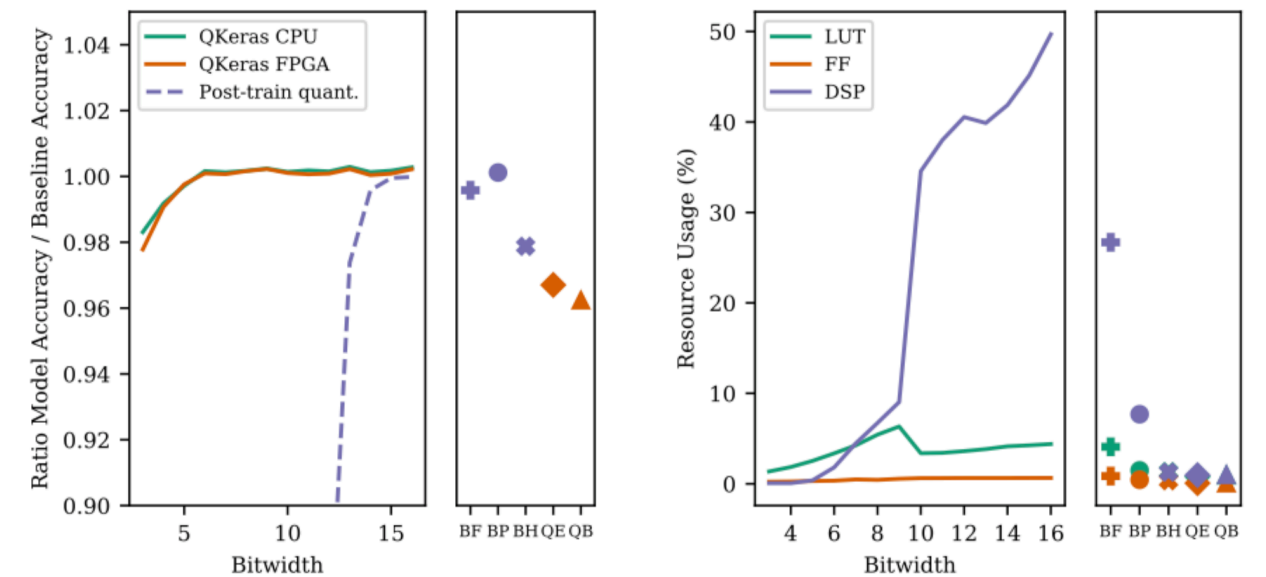 Ratio Model Accuracy / Baseline Accuracy
1.04
1.02
1.00
0.98
0.96
0.94
0.92
0.90
QKeras CPU
QKeras FPGA
Post-train quant.
5 10 15
Bitwidth
BF BP BH QE QB
Resource Usage (%)
50
40
30
20
10
0
LUT
FF
DSP
4 6 8 10 12 14 16
Bitwidth
BF BP BH QE QB